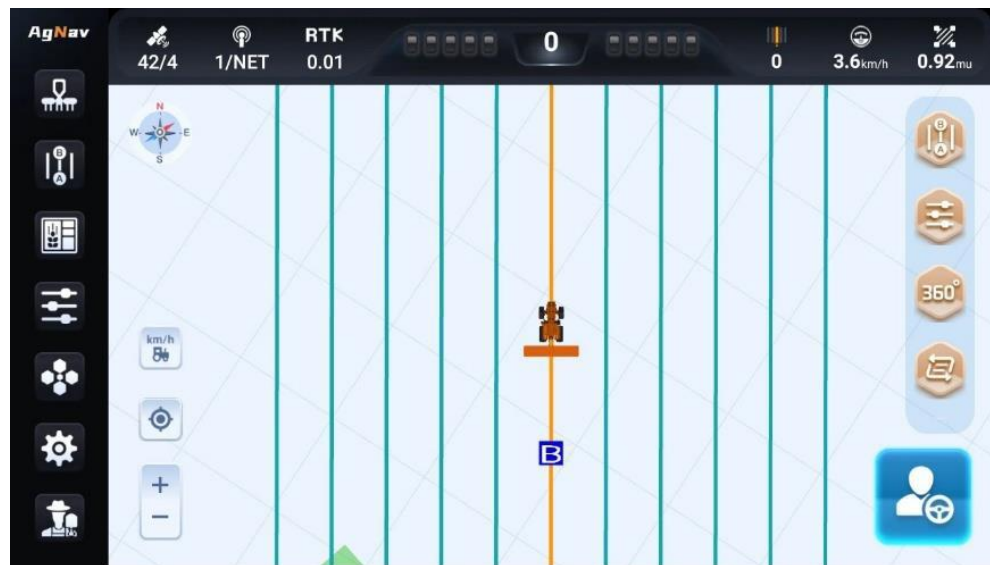 AgNav
42/4
1/NET
RTK
0.01
0
0
3.6km/h
0.92mu
N
W
E
S
B
A
B
A
360°
km/h
+
−
B